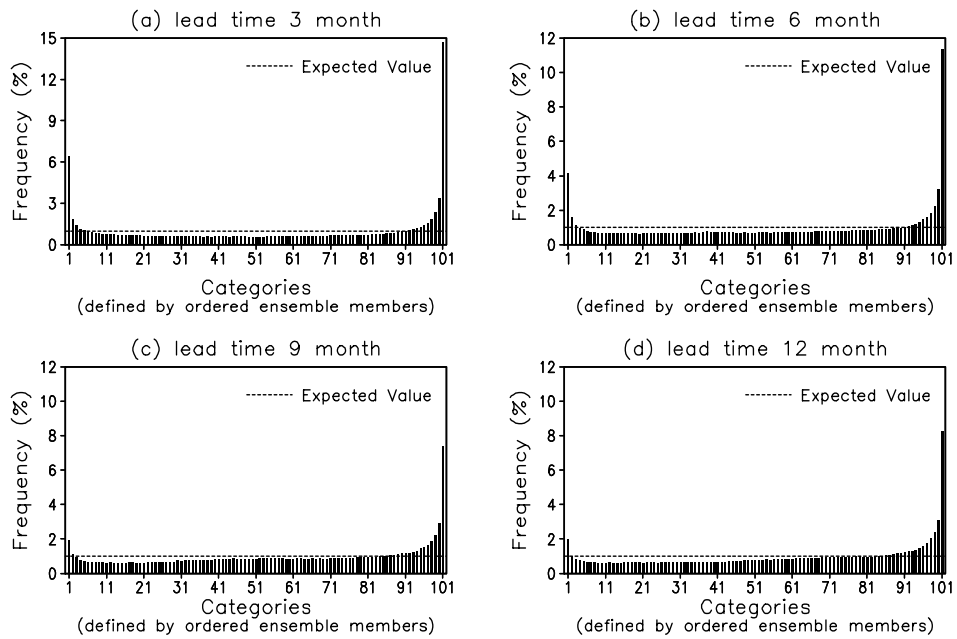 (a) lead time 3 month
15
12
9
6
3
0
Frequency (%)
Expected Value
1 11 21 31 41 51 61 71 81 91 101
Categories
(defined by ordered ensemble members)
(b) lead time 6 month
12
10
8
6
4
2
0
Frequency (%)
Expected Value
1 11 21 31 41 51 61 71 81 91 101
Categories
(defined by ordered ensemble members)
(c) lead time 9 month
12
10
8
6
4
2
0
Frequency (%)
Expected Value
1 11 21 31 41 51 61 71 81 91 101
Categories
(defined by ordered ensemble members)
(d) lead time 12 month
12
10
8
6
4
2
0
Frequency (%)
Expected Value
1 11 21 31 41 51 61 71 81 91 101
Categories
(defined by ordered ensemble members)